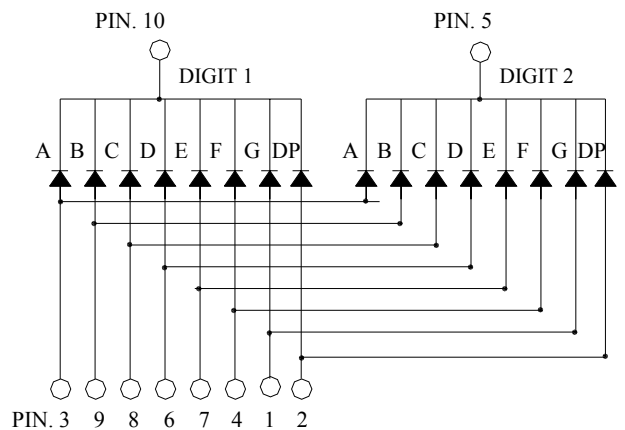 PIN. 10 PIN. 5
DIGIT 1 DIGIT 2
A B C D E F G DP A B C D E F G DP
PIN. 3 9 8 6 7 4 1 2